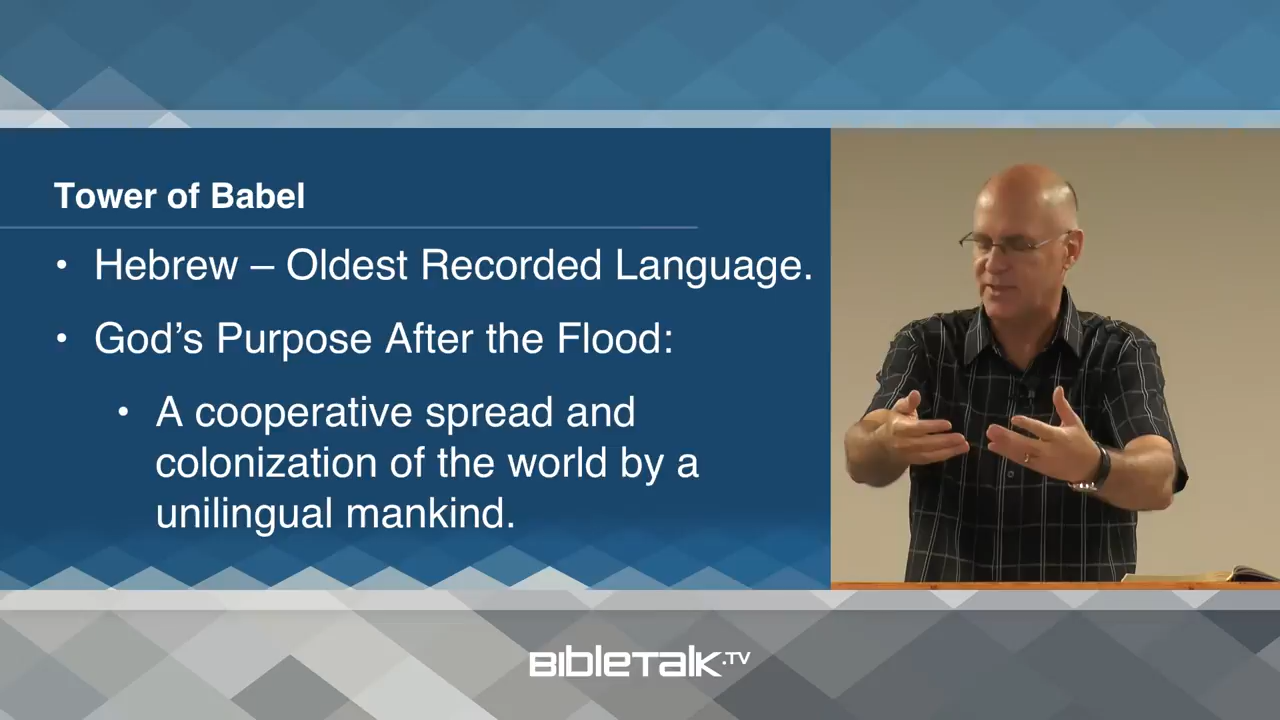 Tower of Babel
• Hebrew – Oldest Recorded Language.
• God’s Purpose After the Flood:
• A cooperative spread and
colonization of the world by a
unilingual mankind.
BIBLETALK.TV